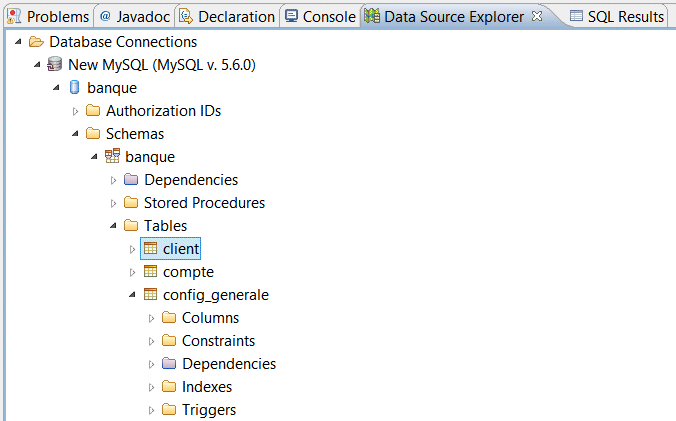 Problems @ Javadoc Declaration Console Data Source Explorer SQL Results
Database Connections
New MySQL (MySQL v. 5.6.0)
banque
Authorization IDs
Schemas
banque
Dependencies
Stored Procedures
Tables
client
compte
config_generale
Columns
Constraints
Dependencies
Indexes
Triggers